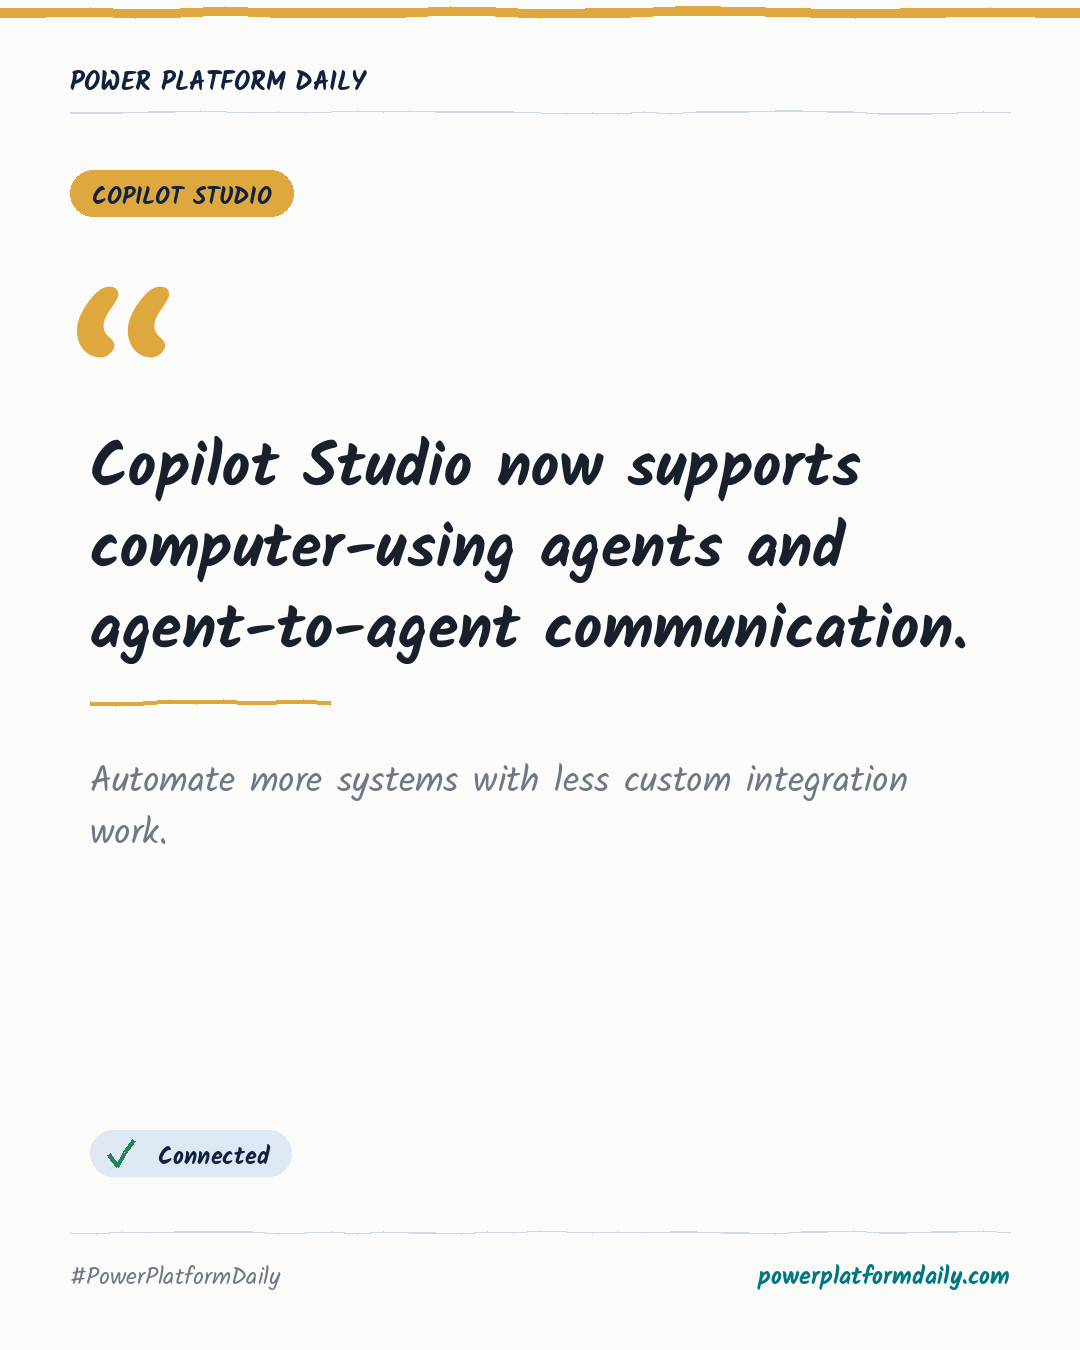 POWER PLATFORM DAILY
COPILOT STUDIO
“
Copilot Studio now supports
computer-using agents and
agent-to-agent communication.
Automate more systems with less custom integration
work.
✓ Connected
#PowerPlatformDaily
powerplatformdaily.com